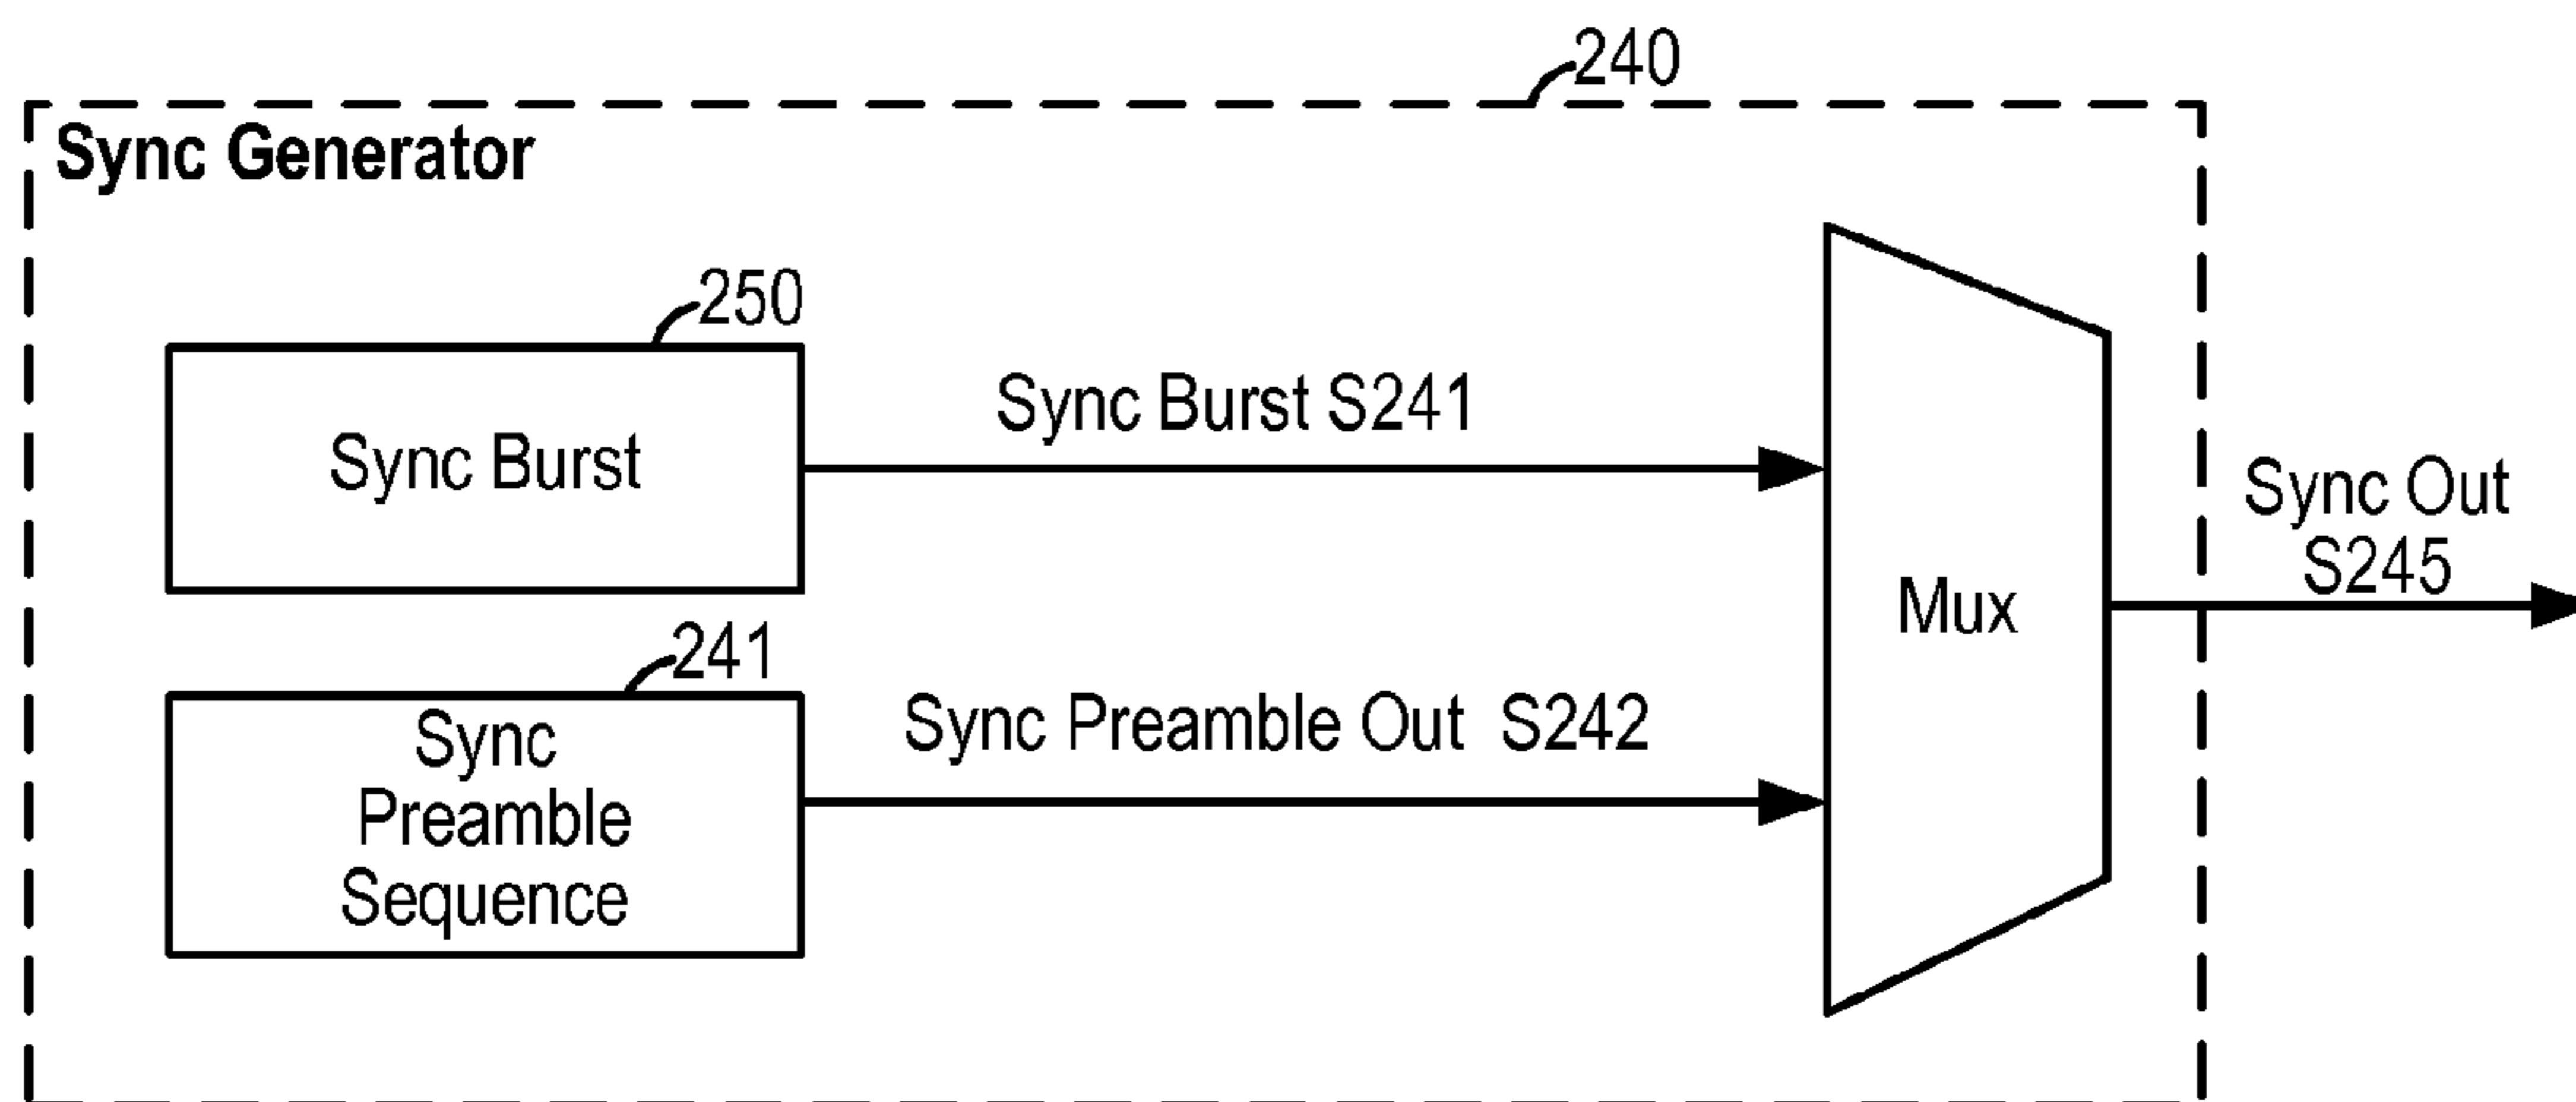 240
Sync Generator
250
Sync Burst
Sync Burst S241
241
Sync
Preamble
Sequence
Sync Preamble Out S242
Mux
Sync Out
S245